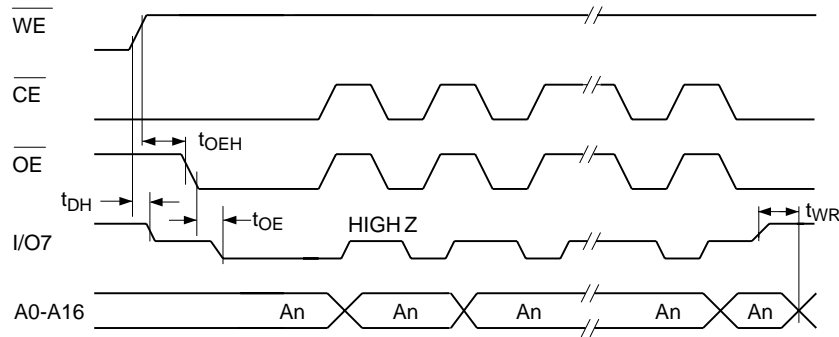 WE
CE
tOEH
OE
tDH
tOE
tWR
I/O7
HIGH Z
A0-A16
An An An An An